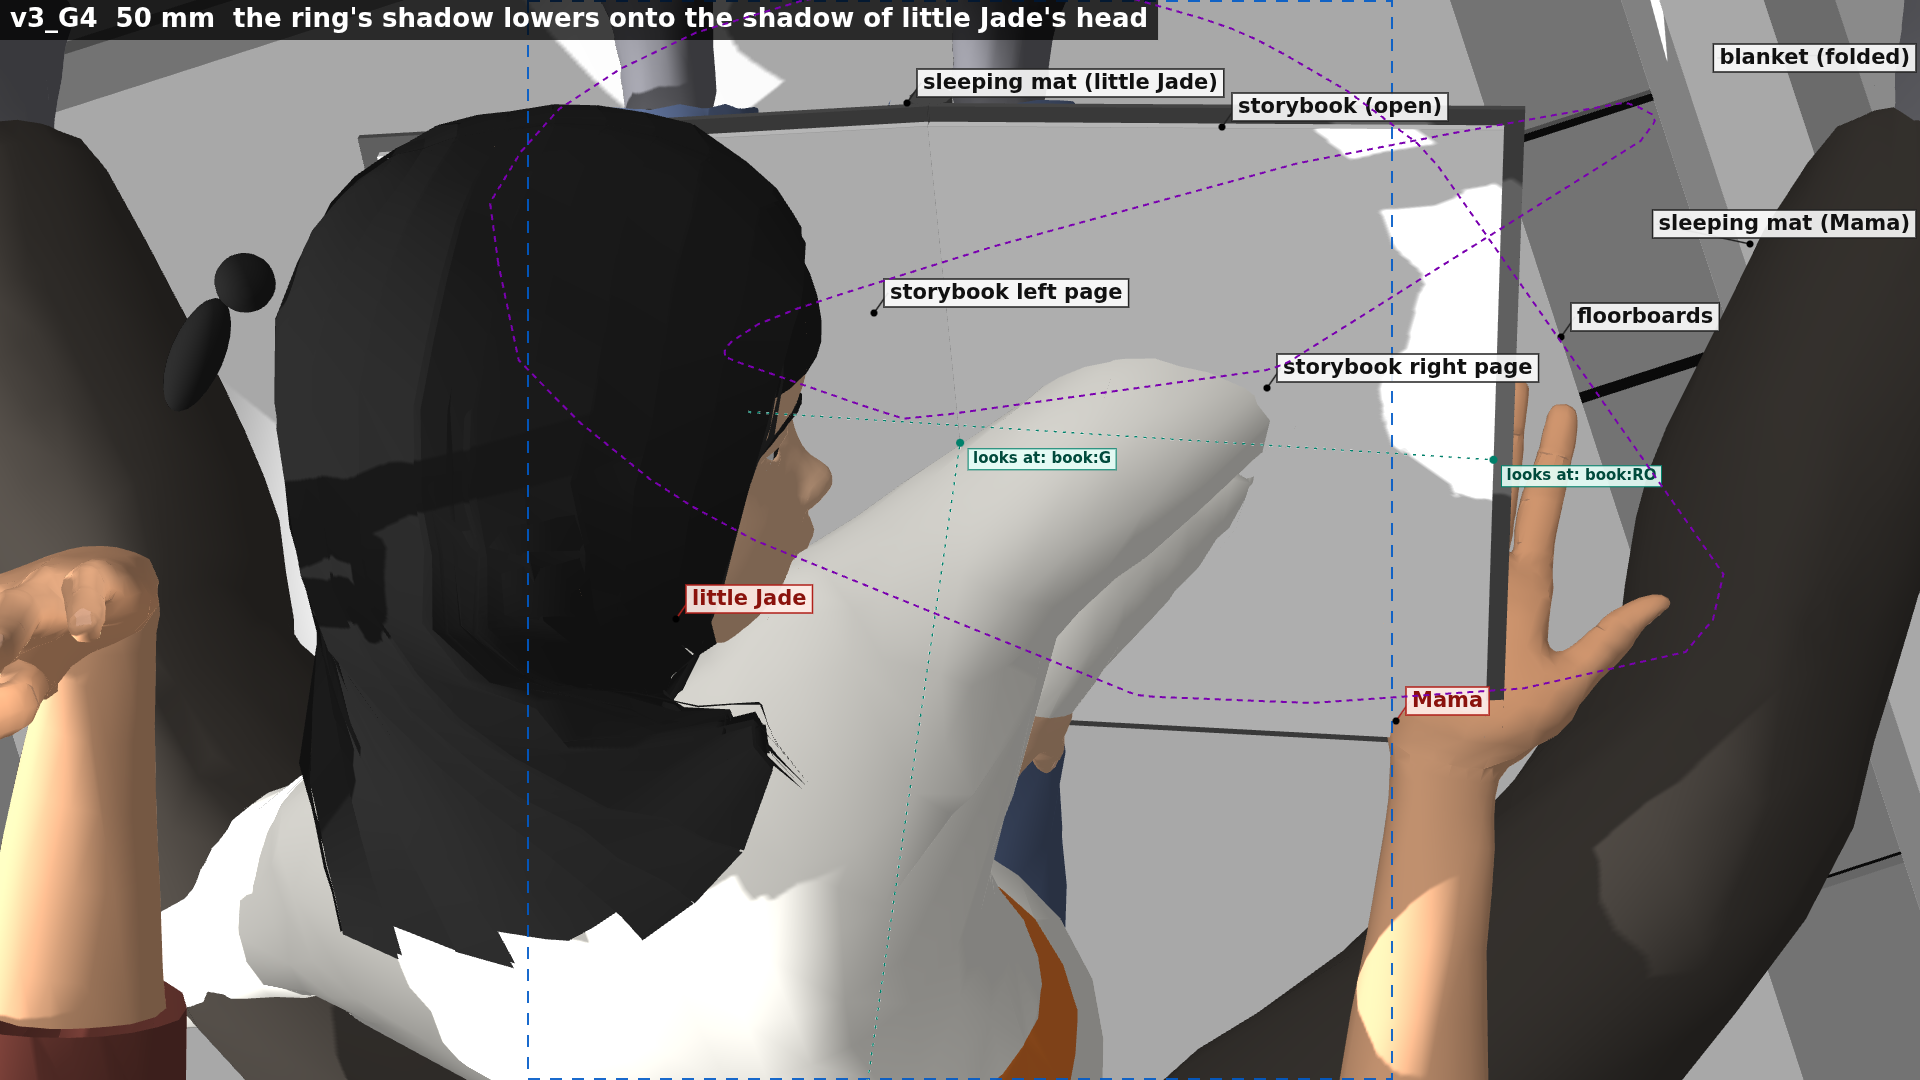 v3_G4  50 mm  the ring's shadow lowers onto the shadow of little Jade's head
blanket (folded)
sleeping mat (little Jade)
storybook (open)
sleeping mat (Mama)
storybook left page
floorboards
storybook right page
looks at: book:G
looks at: book:RO
little Jade
Mama